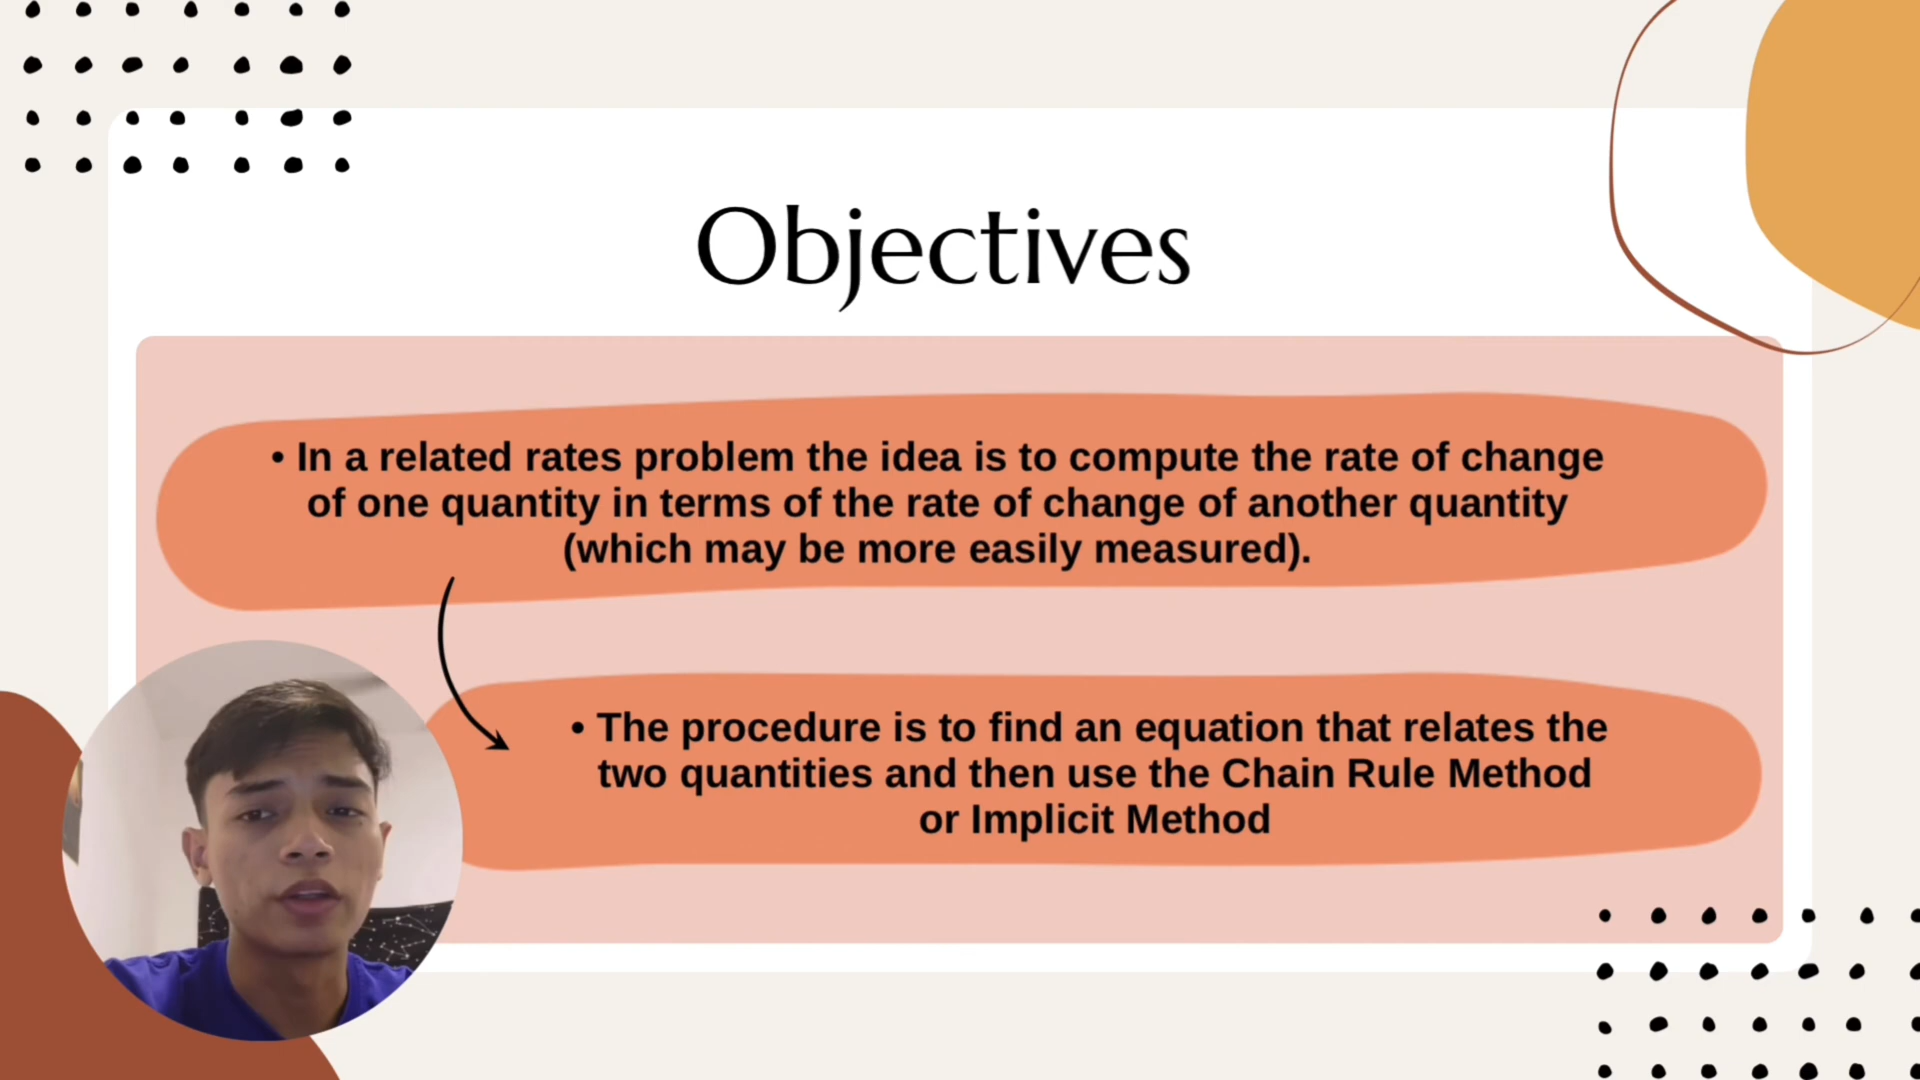 Objectives
• In a related rates problem the idea is to compute the rate of change
of one quantity in terms of the rate of change of another quantity
(which may be more easily measured).
• The procedure is to find an equation that relates the
two quantities and then use the Chain Rule Method
or Implicit Method